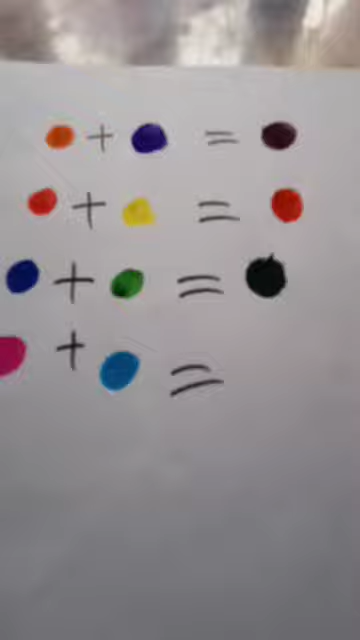 + =
+ =
+ =
+ =